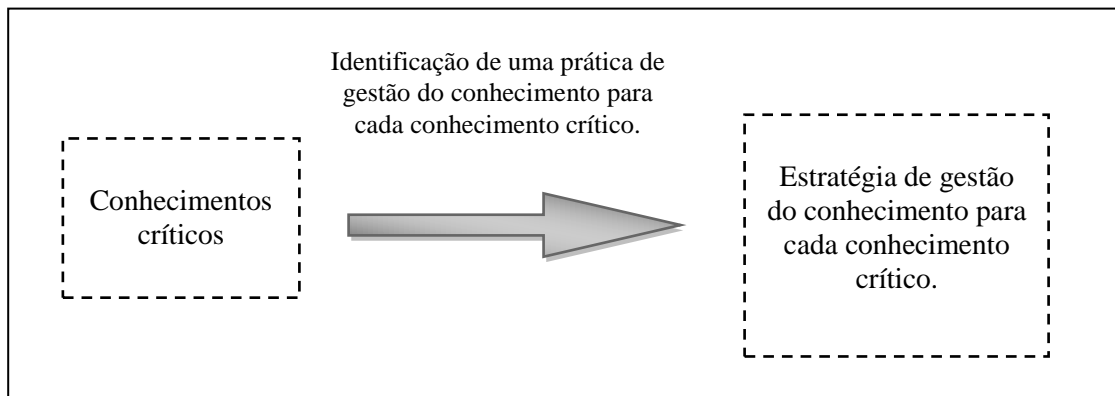 Identificação de uma prática de
gestão do conhecimento para
cada conhecimento crítico.
Conhecimentos
críticos
Estratégia de gestão
do conhecimento para
cada conhecimento
crítico.